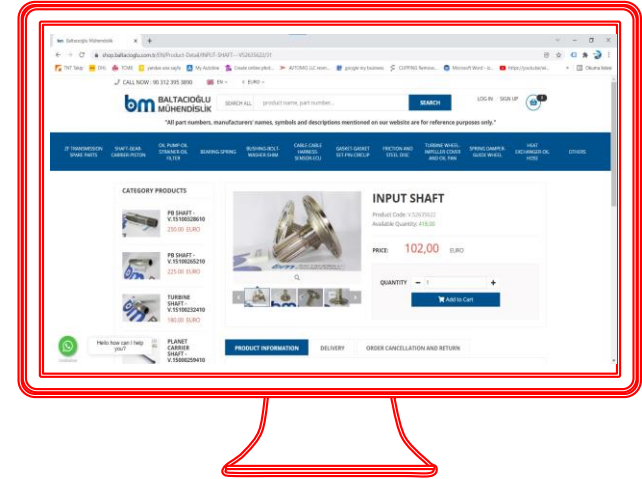 Baltacıoğlu Mühendislik
shop.baltacioglu.com.tr/EN/Product-Detail/INPUT-SHAFT---V52635622/31
CALL NOW : 90 312 395 3800
EN
EURO
bm BALTACIOĞLU
MÜHENDİSLİK
SEARCH ALL
product name, part number...
SEARCH
LOG IN
SIGN UP
"All part numbers, manufacturers' names, symbols and descriptions mentioned on our website are for reference purposes only."
ZF TRANSMISSION
SPARE PARTS
SHAFT-GEAR-
CARRIER-PISTON
OIL PUMP-OIL
STRAINER-OIL
FILTER
BEARING-SPRING
BUSHING-BOLT-
WASHER-SHIM
CABLE-CABLE
HARNESS-
SENSOR-ECU
GASKET-GASKET
SET-PIN-CIRCLIP
FRICTION AND
STEEL DISC
TURBINE WHEEL-
IMPELLER-COVER
AND OIL PAN
SPRING DAMPER-
GUIDE WHEEL
HEAT
EXCHANGER-OIL
HOSE
OTHERS
CATEGORY PRODUCTS
PB SHAFT -
V.15100328610
250.00 EURO
PB SHAFT -
V.15100265210
225.00 EURO
TURBINE
SHAFT -
V.15100232410
180.00 EURO
PLANET
CARRIER
SHAFT -
V.15000259410
INPUT SHAFT
Product Code: V.52635622
Available Quantity: 418,00
PRICE: 102,00 EURO
QUANTITY
1
Add to Cart
PRODUCT INFORMATION
DELIVERY
ORDER CANCELLATION AND RETURN
Hello how can I help
you?